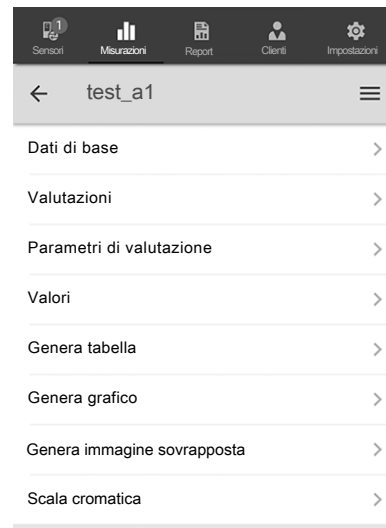 1
Sensori Misurazioni Report Clienti Impostazioni
test_a1
Dati di base
Valutazioni
Parametri di valutazione
Valori
Genera tabella
Genera grafico
Genera immagine sovrapposta
Scala cromatica